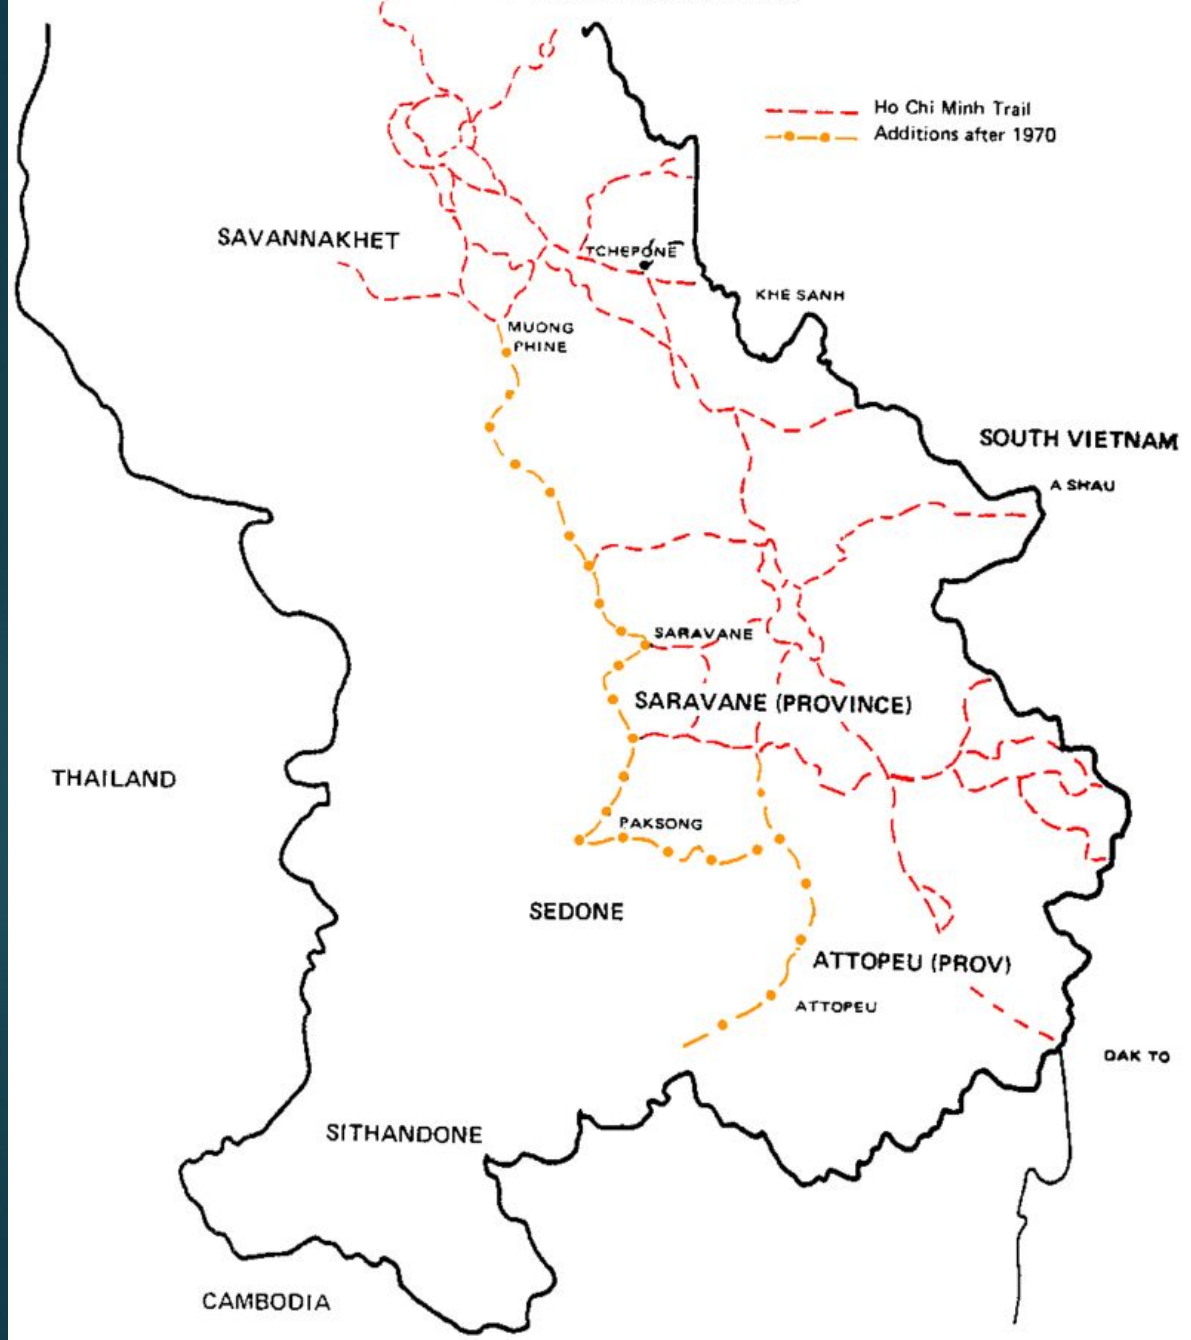 Ho Chi Minh Trail
Additions after 1970
SAVANNAKHET
TCHEPONE
KHE SANH
MUONG
PHINE
SOUTH VIETNAM
A SHAU
SARAVANE
SARAVANE (PROVINCE)
THAILAND
PAKSONG
SEDONE
ATTOPEU (PROV)
ATTOPEU
DAK TO
SITHANDONE
CAMBODIA